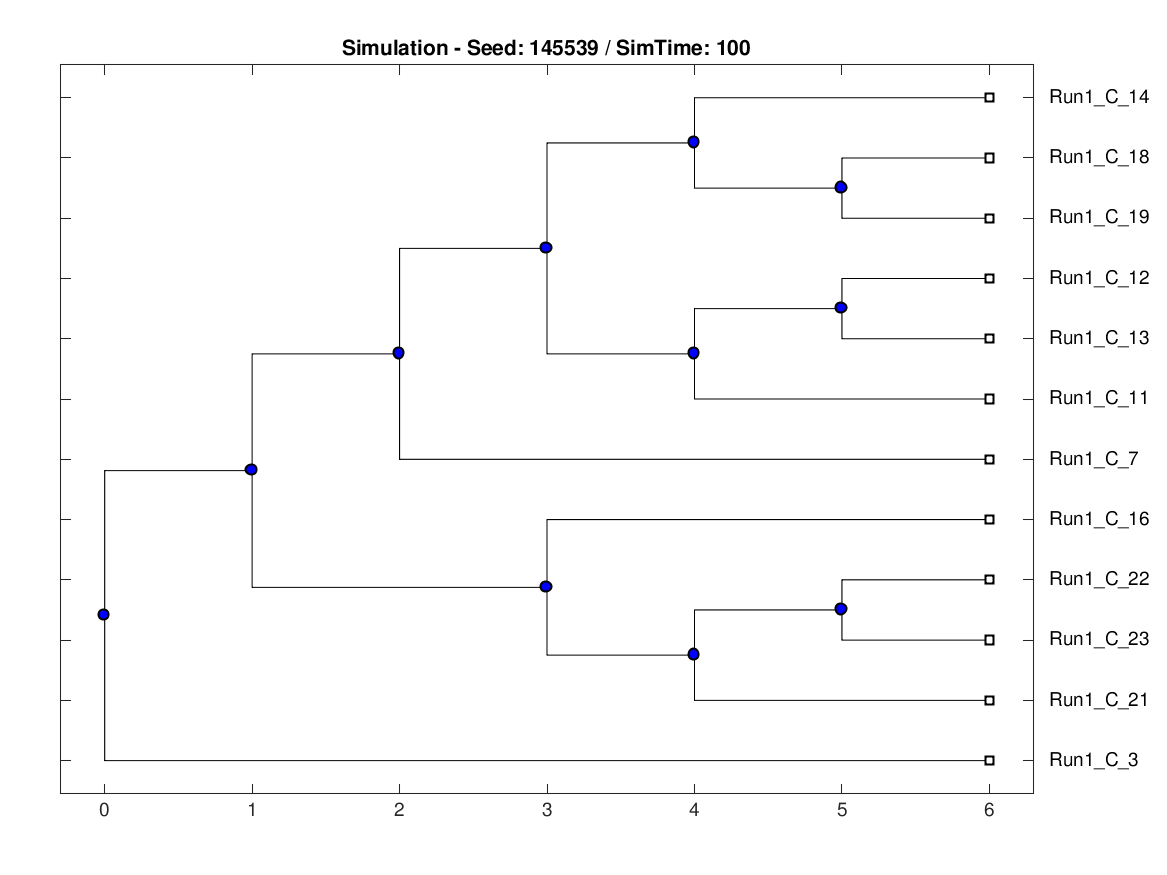 Simulation - Seed: 145539 / SimTime: 100
Run1_C_14
Run1_C_18
Run1_C_19
Run1_C_12
Run1_C_13
Run1_C_11
Run1_C_7
Run1_C_16
Run1_C_22
Run1_C_23
Run1_C_21
Run1_C_3
0 1 2 3 4 5 6